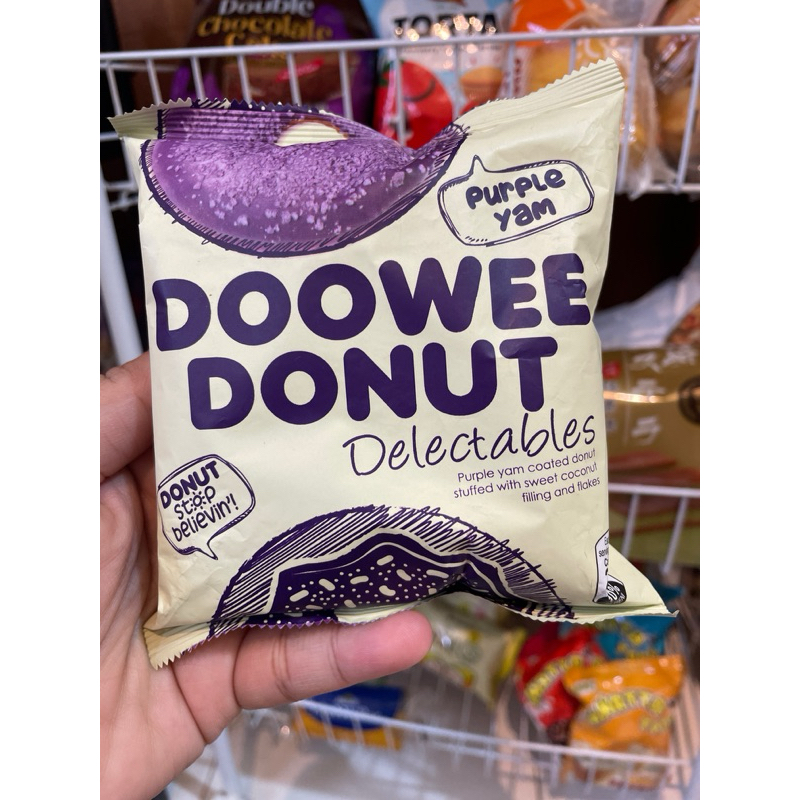 Double
Chocolate
purple
yam
DOOWEE
DONUT
Delectables
Purple yam coated donut
stuffed with sweet coconut
filling and flakes
DONUT
stop
believin'!